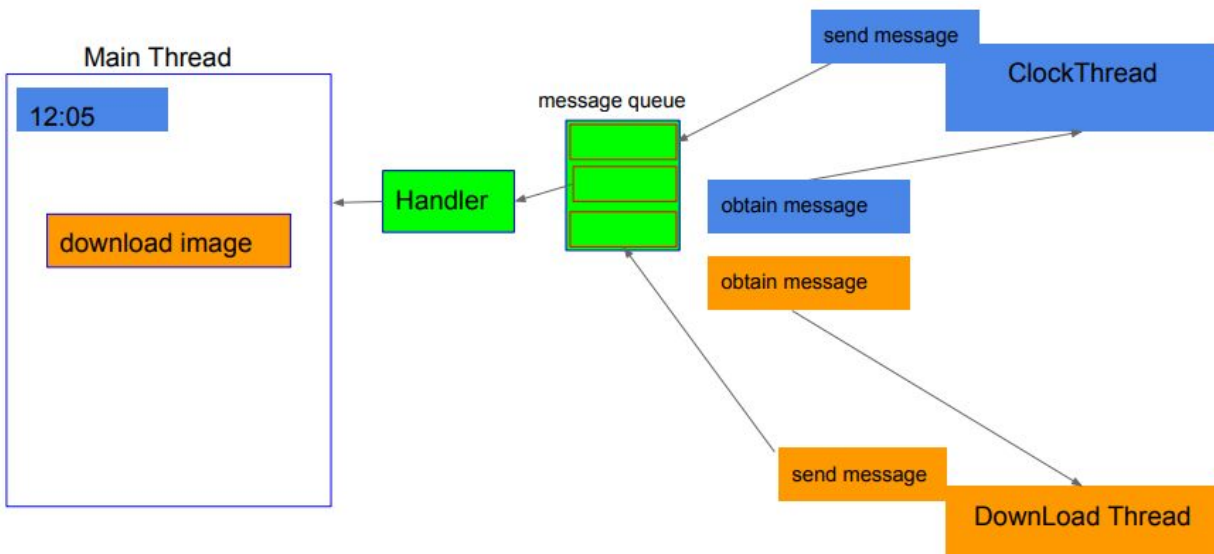 Main Thread
12:05
download image
Handler
message queue
send message
ClockThread
obtain message
obtain message
send message
DownLoad Thread